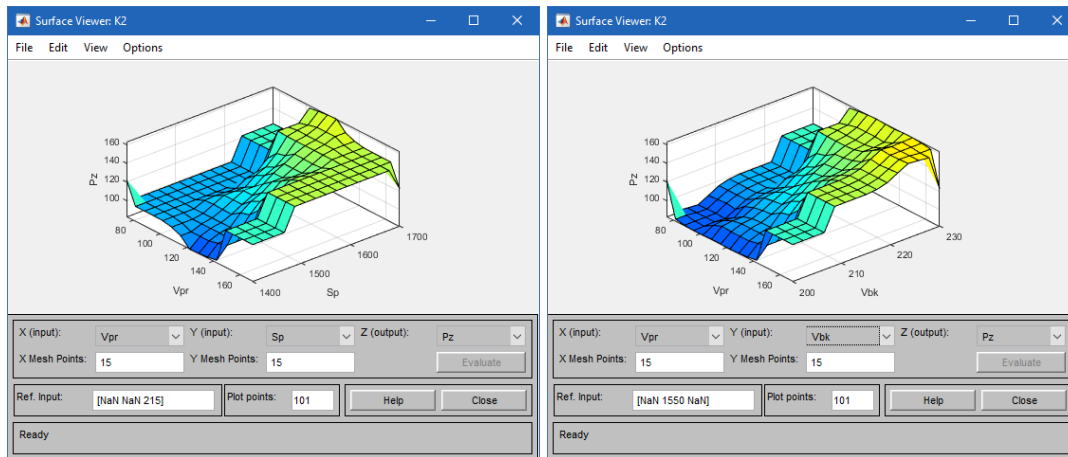 Surface Viewer: K2
File Edit View Options
160
140
120
100
Pz
80
100
120
140
160
Vpr
1400
1500
1600
1700
Sp
X (input): Vpr Y (input): Sp Z (output): Pz
X Mesh Points: 15 Y Mesh Points: 15 Evaluate
Ref. Input: [NaN NaN 215] Plot points: 101 Help Close
Ready
Surface Viewer: K2
File Edit View Options
160
140
120
100
Pz
80
100
120
140
160
Vpr
200
210
220
230
Vbk
X (input): Vpr Y (input): Vbk Z (output): Pz
X Mesh Points: 15 Y Mesh Points: 15 Evaluate
Ref. Input: [NaN 1550 NaN] Plot points: 101 Help Close
Ready